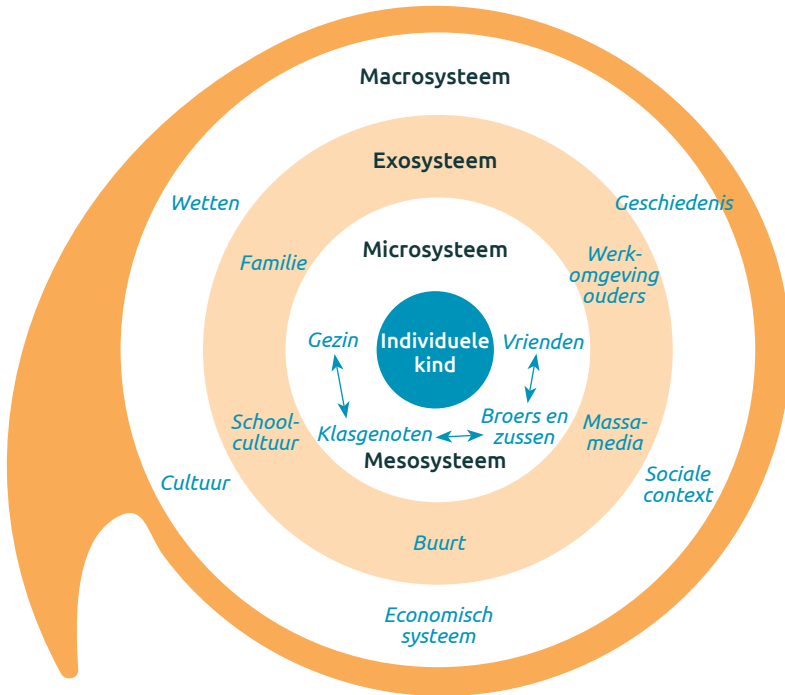 Macrosysteem
Exosysteem
Wetten
Geschiedenis
Microsysteem
Familie
Werk-
omgeving
ouders
Gezin
Individuele
kind
Vrienden
School-
cultuur
Klasgenoten
Broers en
zussen
Massa-
media
Mesosysteem
Cultuur
Sociale
context
Buurt
Economisch
systeem